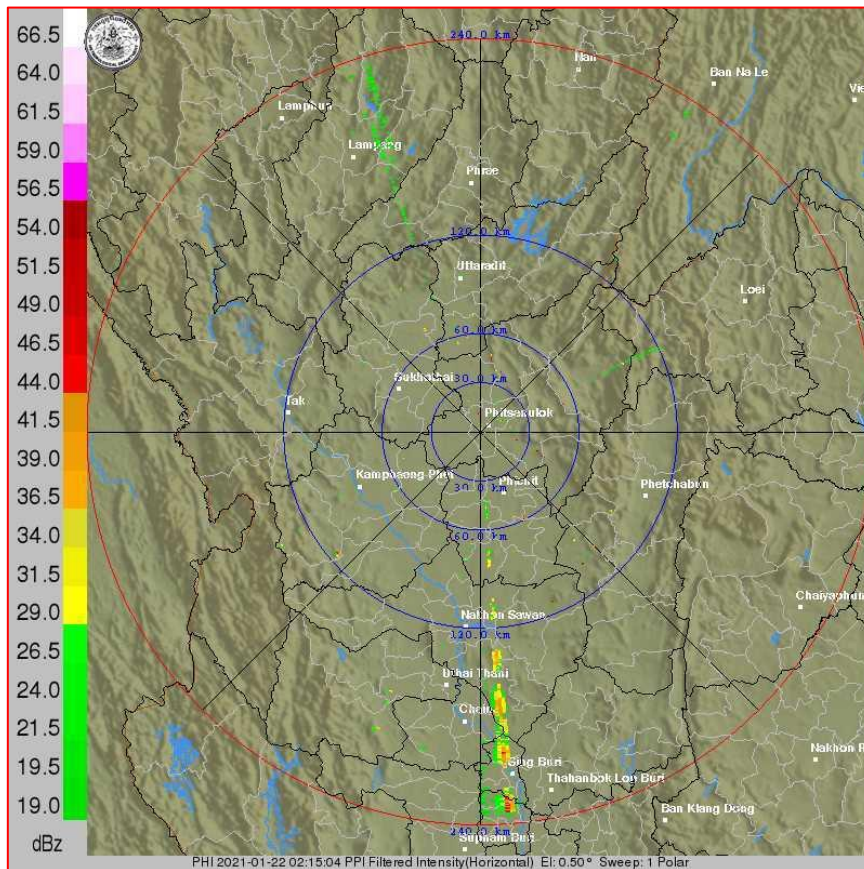 66.5
64.0
61.5
59.0
56.5
54.0
51.5
49.0
46.5
44.0
41.5
39.0
36.5
34.0
31.5
29.0
26.5
24.0
21.5
19.5
19.0
dBz
240.0 km
Nan
Ban Na Le
Vie
Lamphun
Lampang
Phree
120.0 km
Uttaradit
Loei
60.0 km
Sukhothai
30.0 km
Tak
Phitsanulok
Kamphaeng Phet
Phichit
30.0 km
Phetchabun
60.0 km
Chaiyaphum
Nakhon Sawan
120.0 km
Uthai Thani
Chain
Nakhon R
Sing Buri
Thahanbok Lop Buri
Ban Klang Dong
240.0 km
Suphan Buri
PHI 2021-01-22 02:15:04 PPI Filtered Intensity(Horizontal) El: 0.50° Sweep: 1 Polar